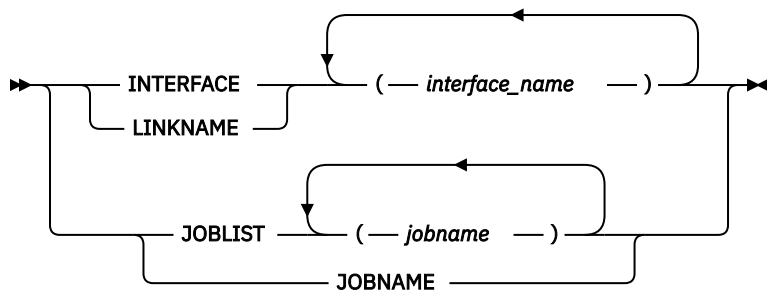 INTERFACE ( interface_name )
LINKNAME
JOBLIST ( jobname )
JOBNAME